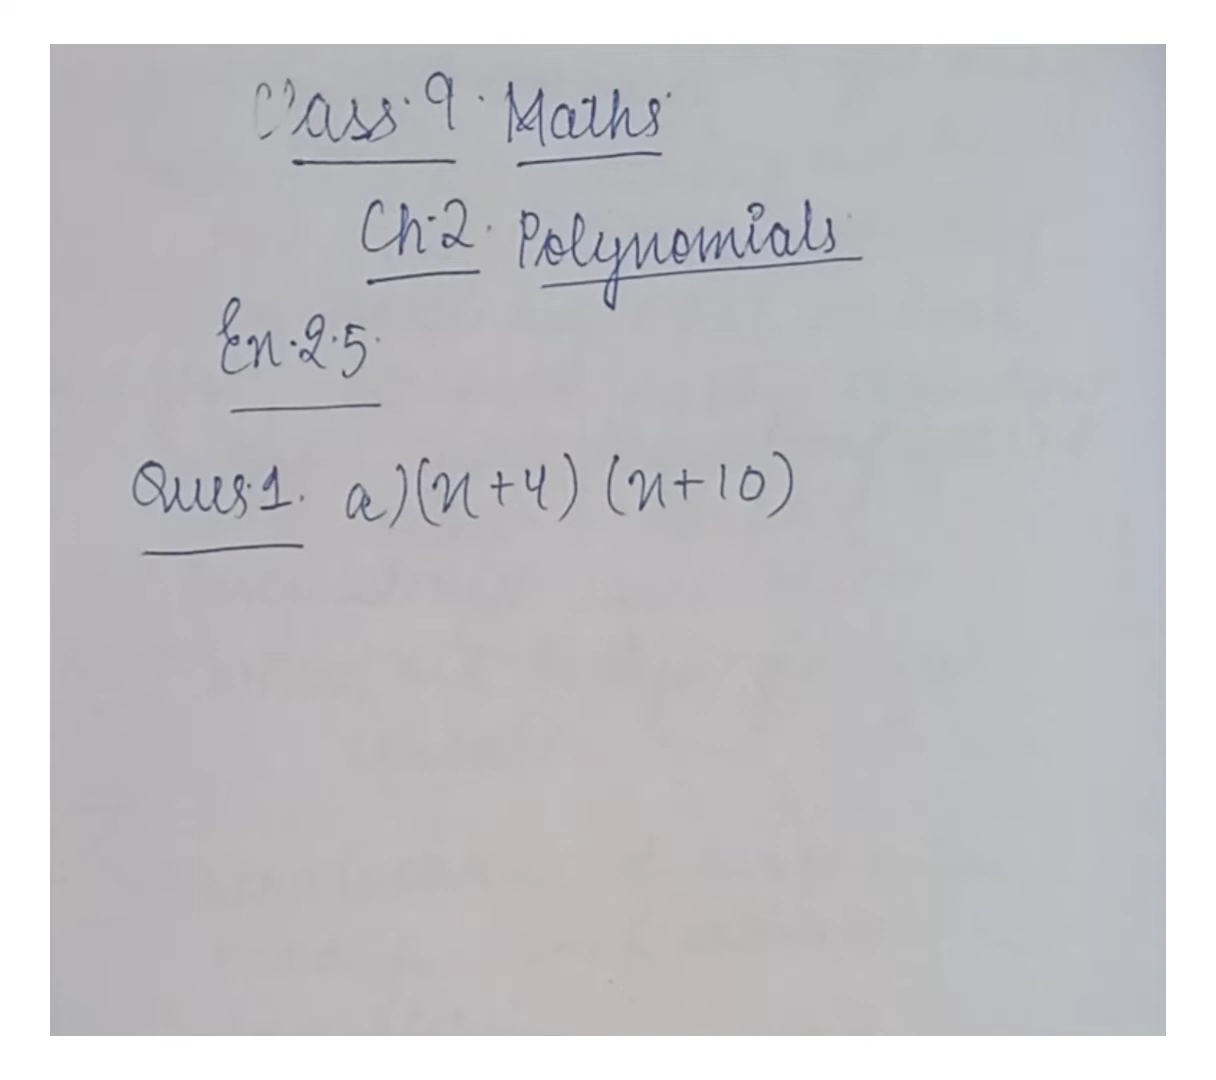 Class 9 Maths
Ch-2. Polynomials
Ex.2.5.
Ques 1. a) (x+4) (x+10)